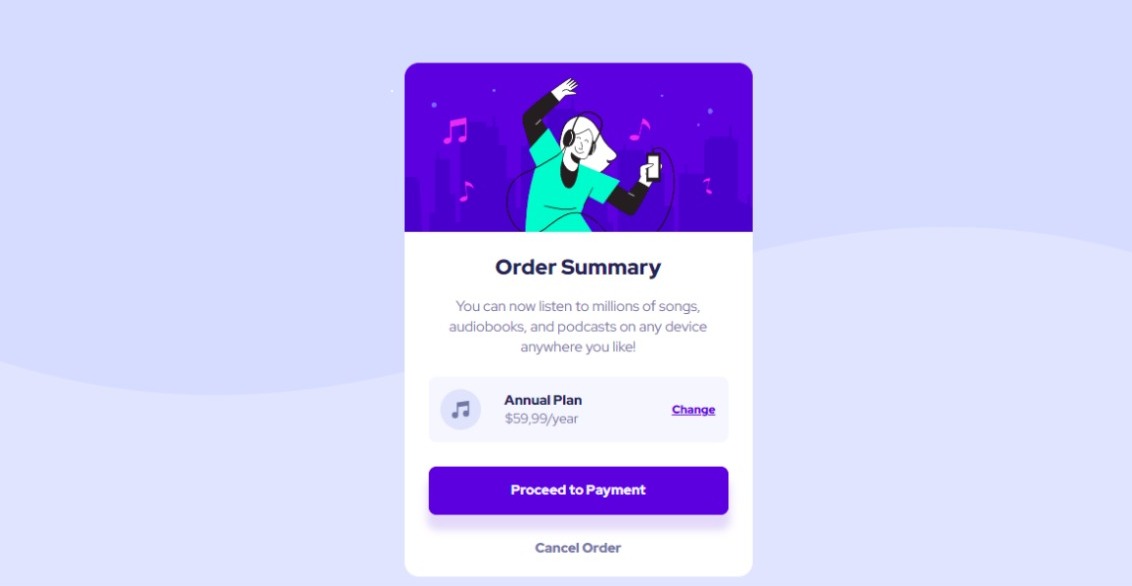 Order Summary
You can now listen to millions of songs,
audiobooks, and podcasts on any device
anywhere you like!
Annual Plan
$59,99/year
Change
Proceed to Payment
Cancel Order